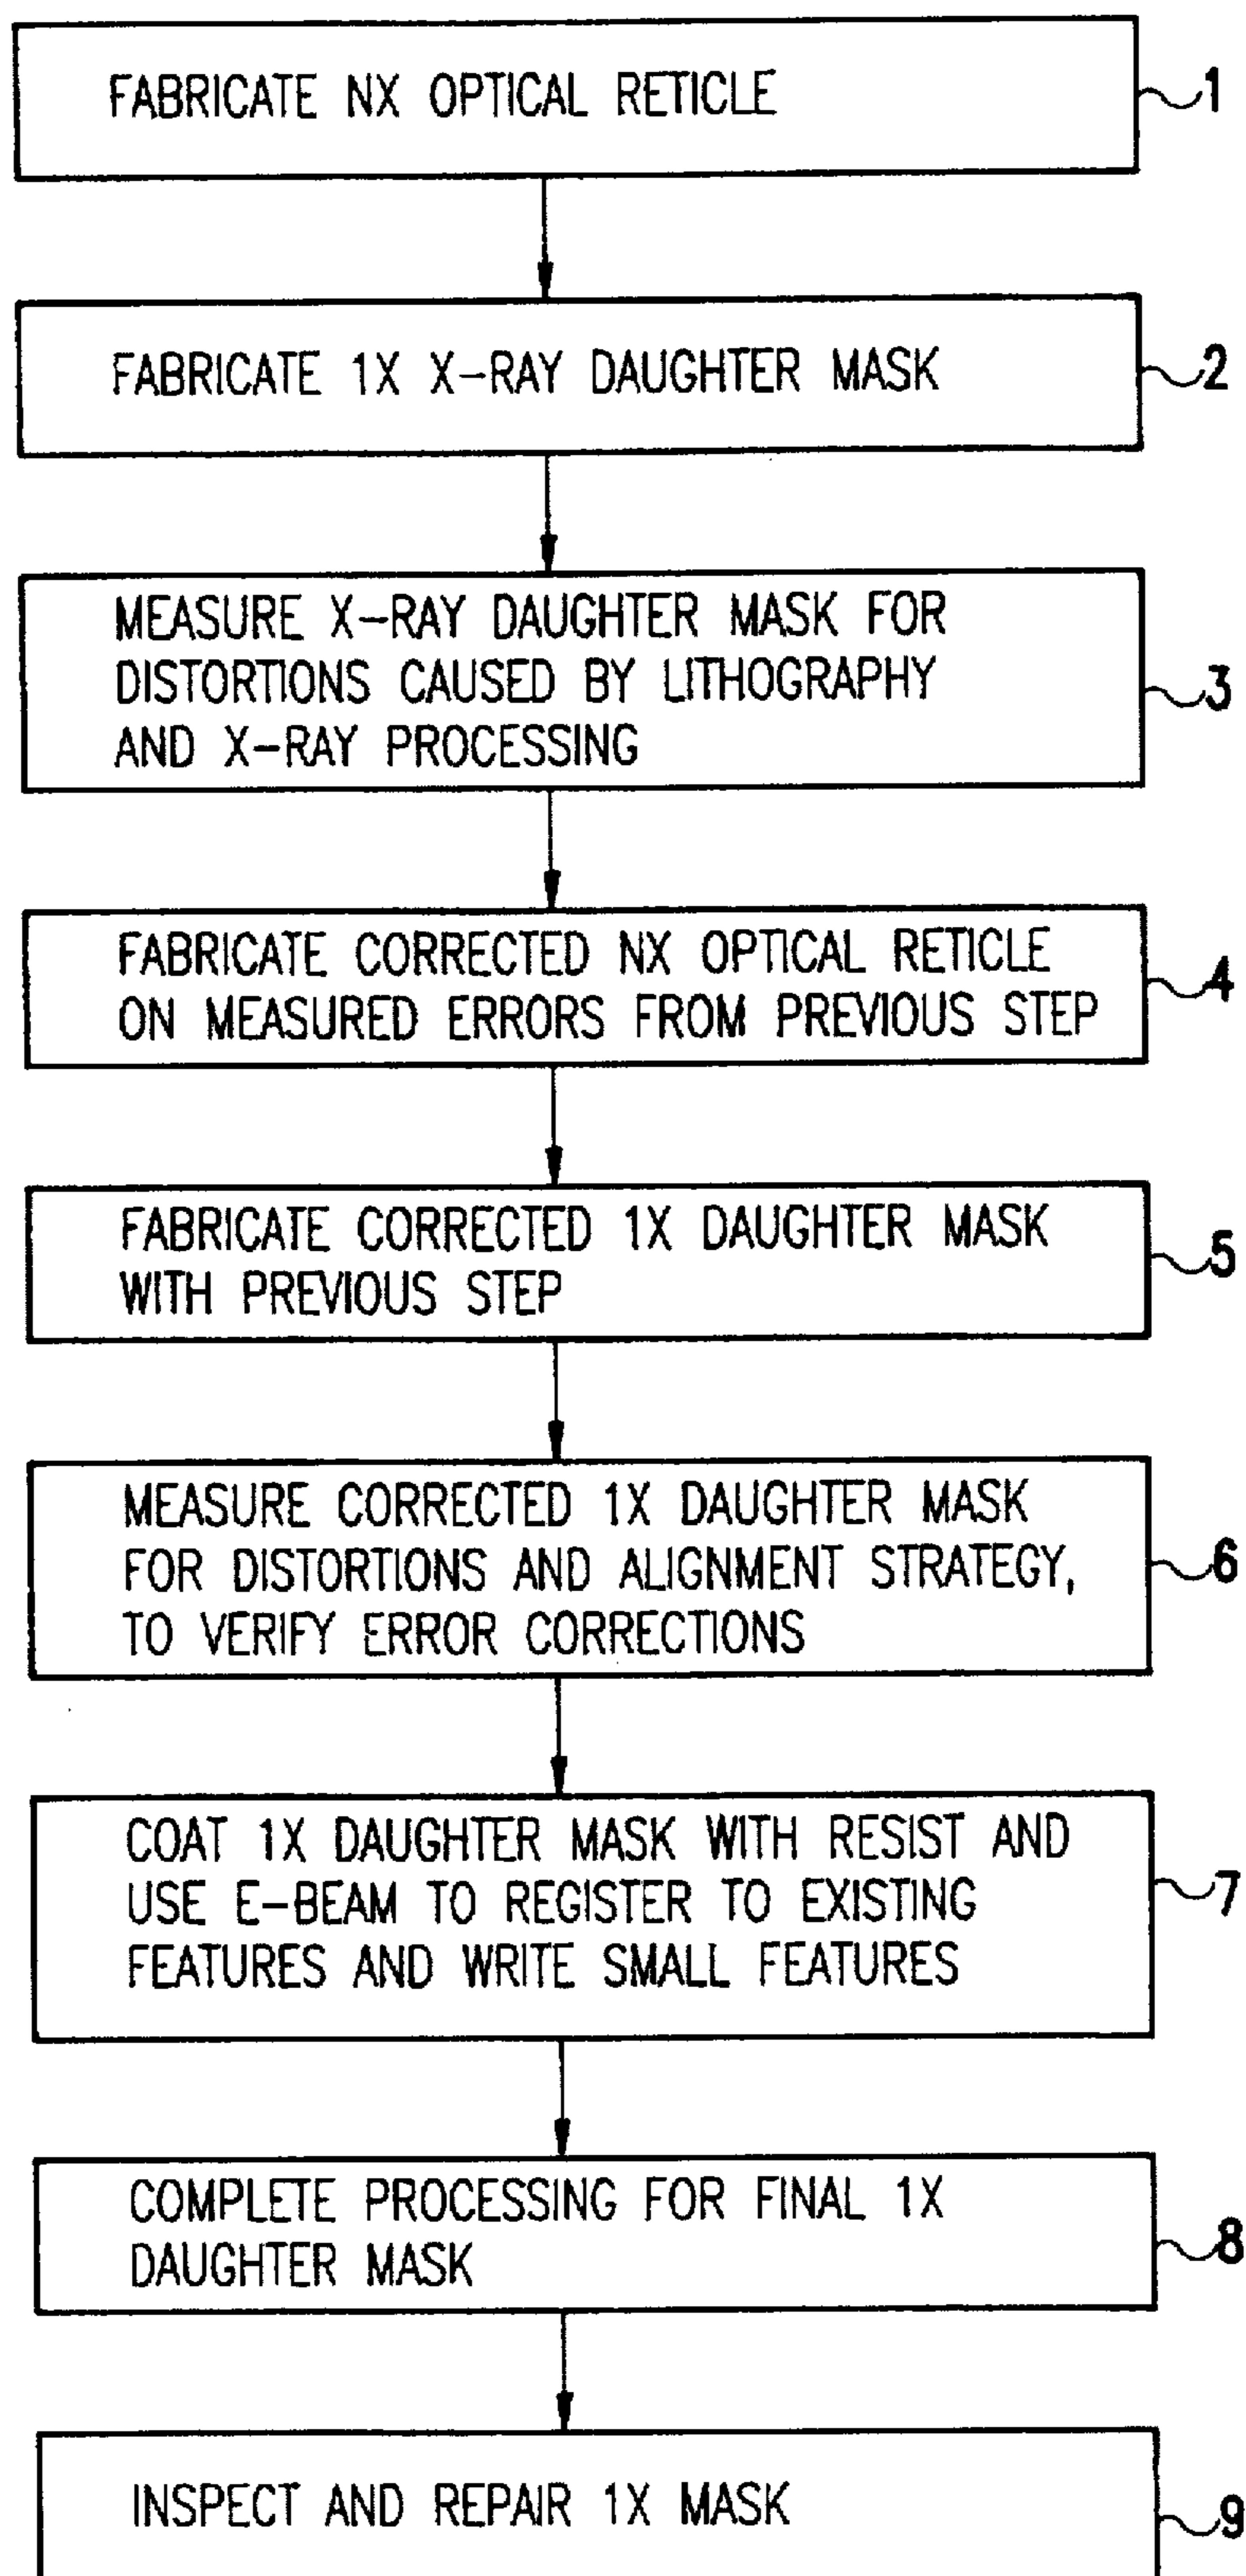 FABRICATE NX OPTICAL RETICLE
1
FABRICATE 1X X-RAY DAUGHTER MASK
2
MEASURE X-RAY DAUGHTER MASK FOR
DISTORTIONS CAUSED BY LITHOGRAPHY
AND X-RAY PROCESSING
3
FABRICATE CORRECTED NX OPTICAL RETICLE
ON MEASURED ERRORS FROM PREVIOUS STEP
4
FABRICATE CORRECTED 1X DAUGHTER MASK
WITH PREVIOUS STEP
5
MEASURE CORRECTED 1X DAUGHTER MASK
FOR DISTORTIONS AND ALIGNMENT STRATEGY,
TO VERIFY ERROR CORRECTIONS
6
COAT 1X DAUGHTER MASK WITH RESIST AND
USE E-BEAM TO REGISTER TO EXISTING
FEATURES AND WRITE SMALL FEATURES
7
COMPLETE PROCESSING FOR FINAL 1X
DAUGHTER MASK
8
INSPECT AND REPAIR 1X MASK
9